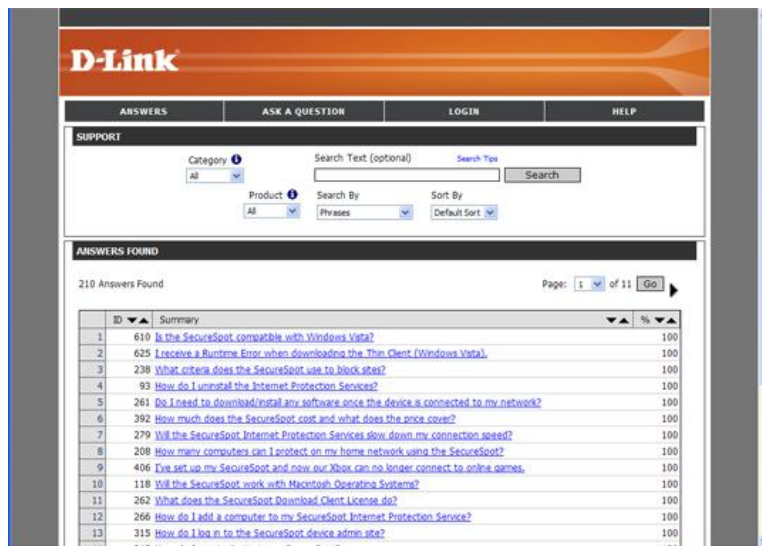 D-Link
ANSWERS ASK A QUESTION LOGIN HELP
SUPPORT
Category Search Text (optional) Search Tips
All Search
Product Search By Sort By
All Phrases Default Sort
ANSWERS FOUND
210 Answers Found Page: 1 of 11 Go
ID Summary %
1 610 Is the SecureSpot compatible with Windows Vista? 100
2 625 I receive a Runtime Error when downloading the Thin Client (Windows Vista). 100
3 238 What criteria does the SecureSpot use to block sites? 100
4 93 How do I uninstall the Internet Protection Services? 100
5 261 Do I need to download/install any software once the device is connected to my network? 100
6 392 How much does the SecureSpot cost and what does the price cover? 100
7 279 Will the SecureSpot Internet Protection Services slow down my connection speed? 100
8 208 How many computers can I protect on my home network using the SecureSpot? 100
9 406 I've set up my SecureSpot and now our Xbox can no longer connect to online games. 100
10 118 Will the SecureSpot work with Macintosh Operating Systems? 100
11 262 What does the SecureSpot Download Client License do? 100
12 266 How do I add a computer to my SecureSpot Internet Protection Service? 100
13 315 How do I log in to the SecureSpot device admin site? 100